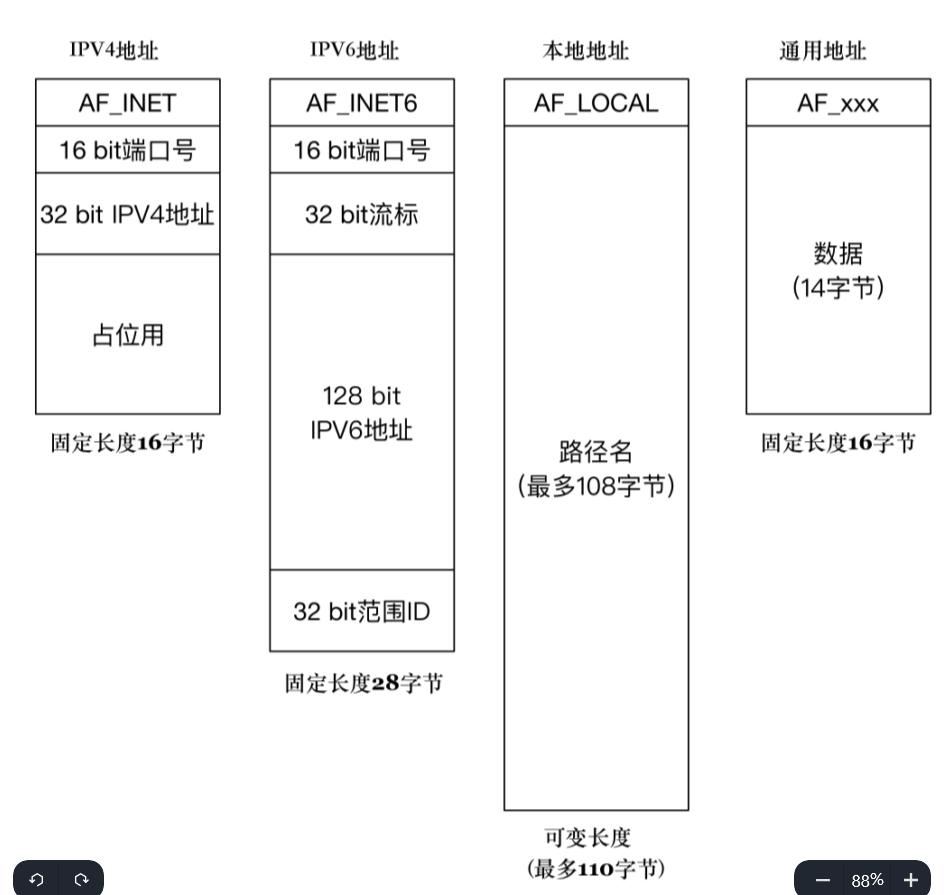 IPV4地址
AF_INET
16 bit端口号
32 bit IPV4地址
占位用
固定长度16字节
IPV6地址
AF_INET6
16 bit端口号
32 bit流标
128 bit
IPV6地址
32 bit范围ID
固定长度28字节
本地地址
AF_LOCAL
路径名
(最多108字节)
可变长度
(最多110字节)
通用地址
AF_xxx
数据
(14字节)
固定长度16字节
88%